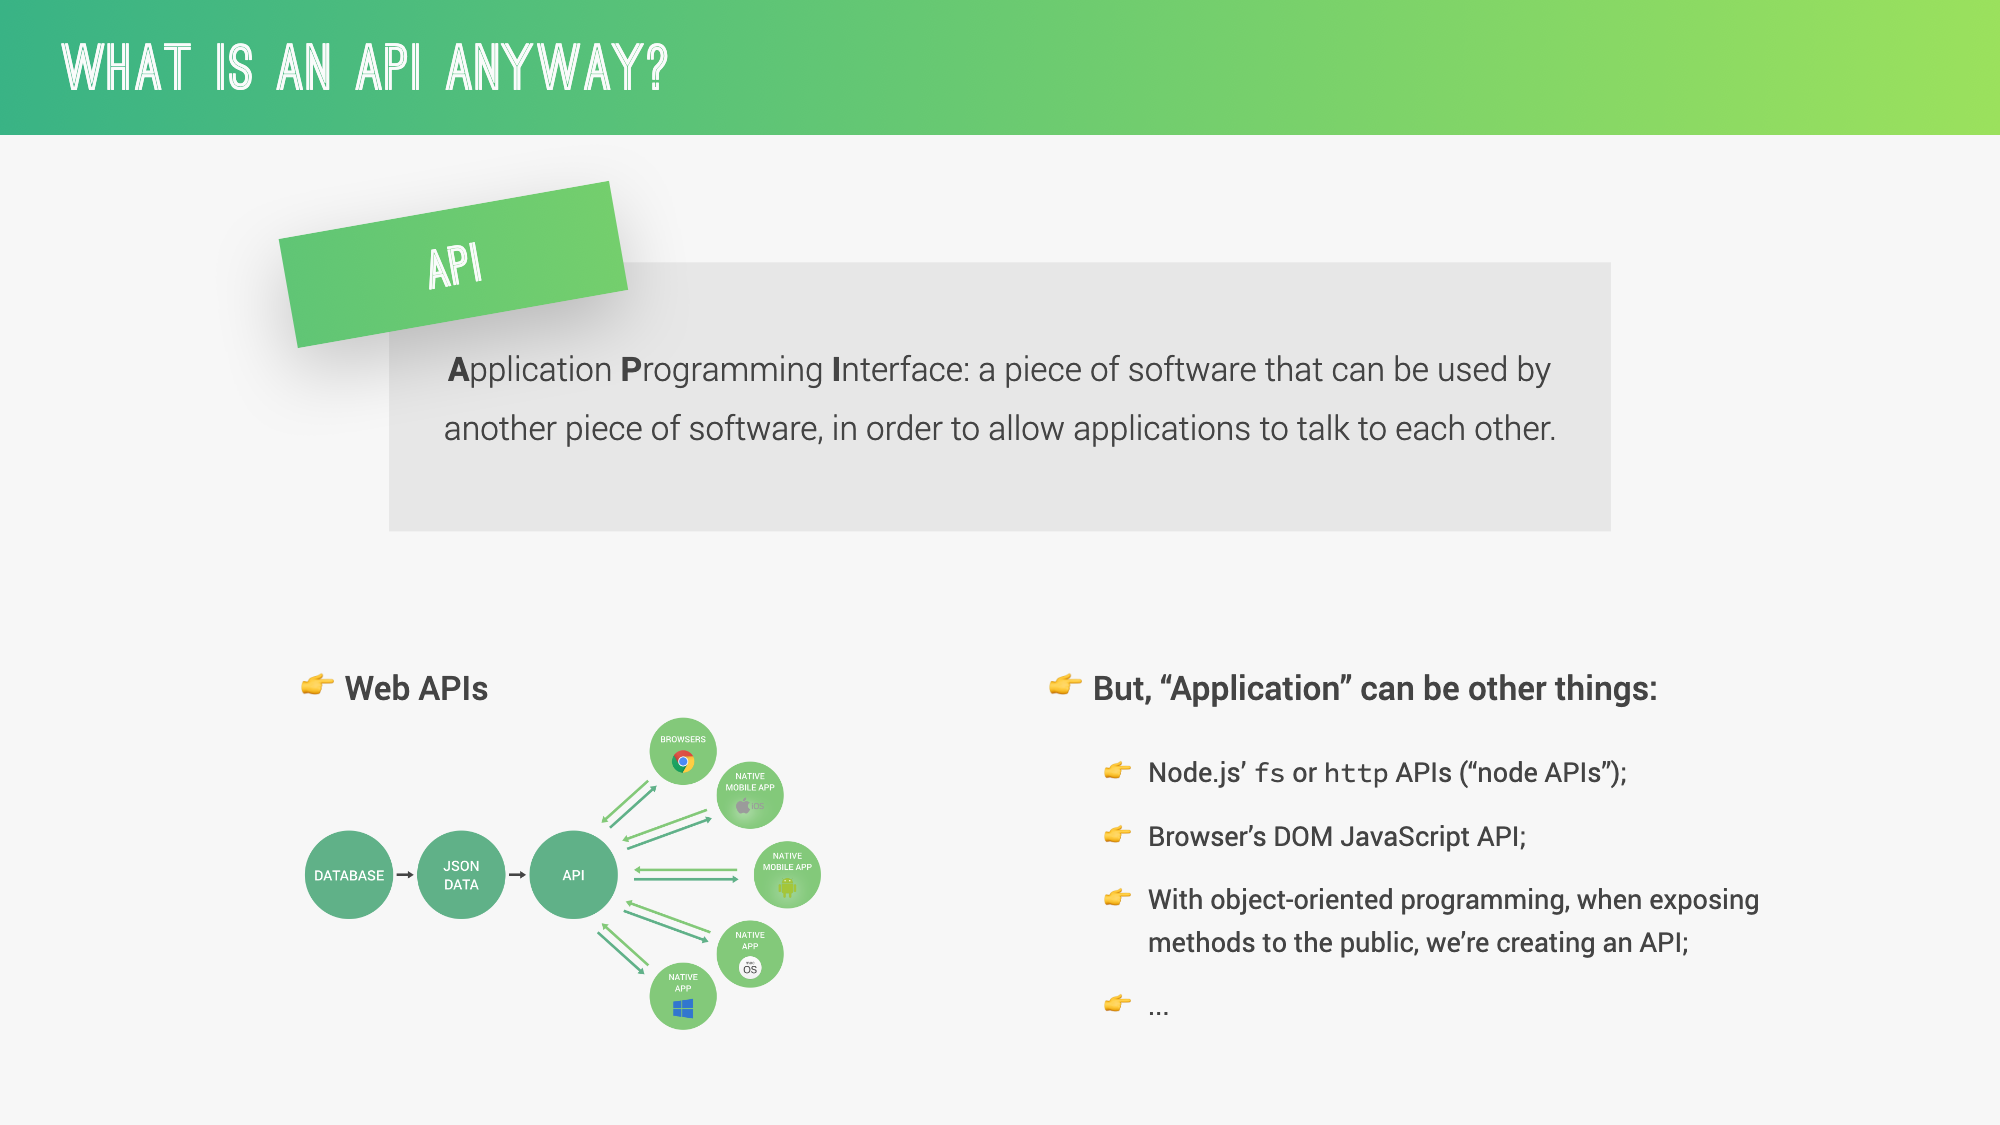 WHAT IS AN API ANYWAY?
API
Application Programming Interface: a piece of software that can be used by
another piece of software, in order to allow applications to talk to each other.
👉 Web APIs
BROWSERS
NATIVE
MOBILE APP
iOS
DATABASE
JSON
DATA
API
NATIVE
MOBILE APP
NATIVE
APP
macOS
NATIVE
APP
👉 But, “Application” can be other things:
👉 Node.js’ fs or http APIs (“node APIs”);
👉 Browser’s DOM JavaScript API;
👉 With object-oriented programming, when exposing
methods to the public, we’re creating an API;
👉 ...